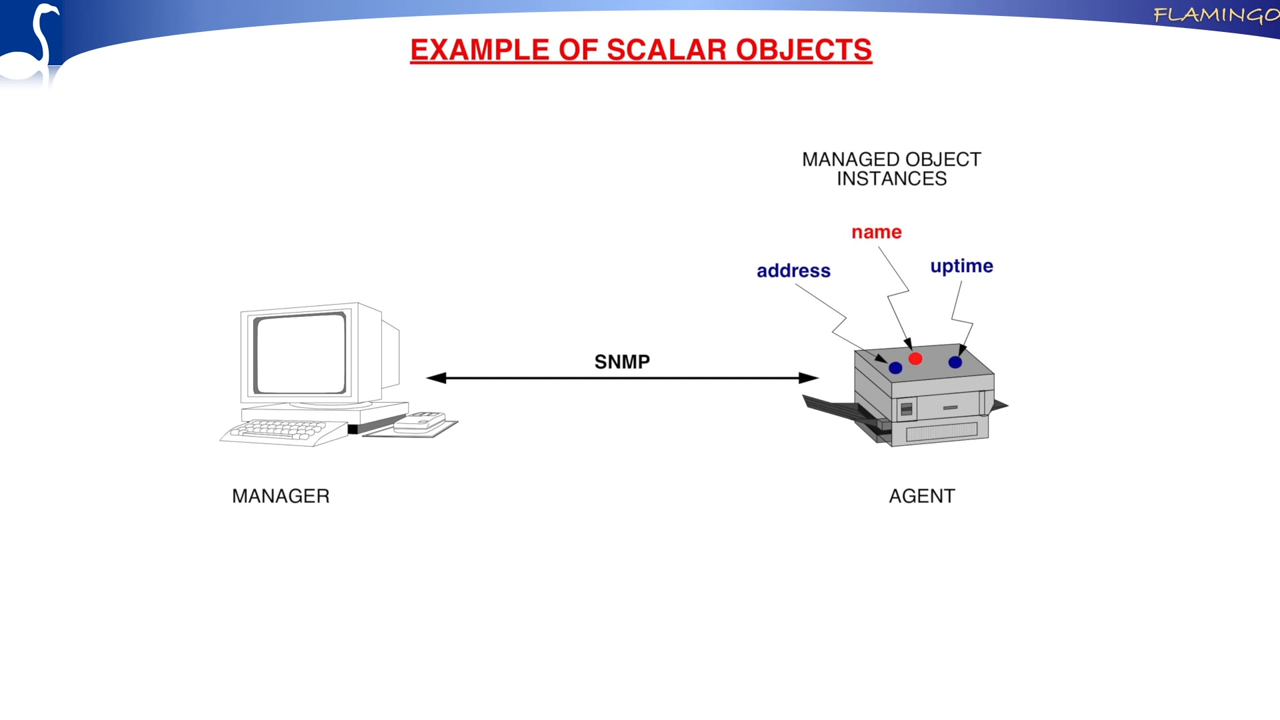 FLAMINGO
EXAMPLE OF SCALAR OBJECTS
MANAGED OBJECT
INSTANCES
name
address
uptime
SNMP
MANAGER
AGENT